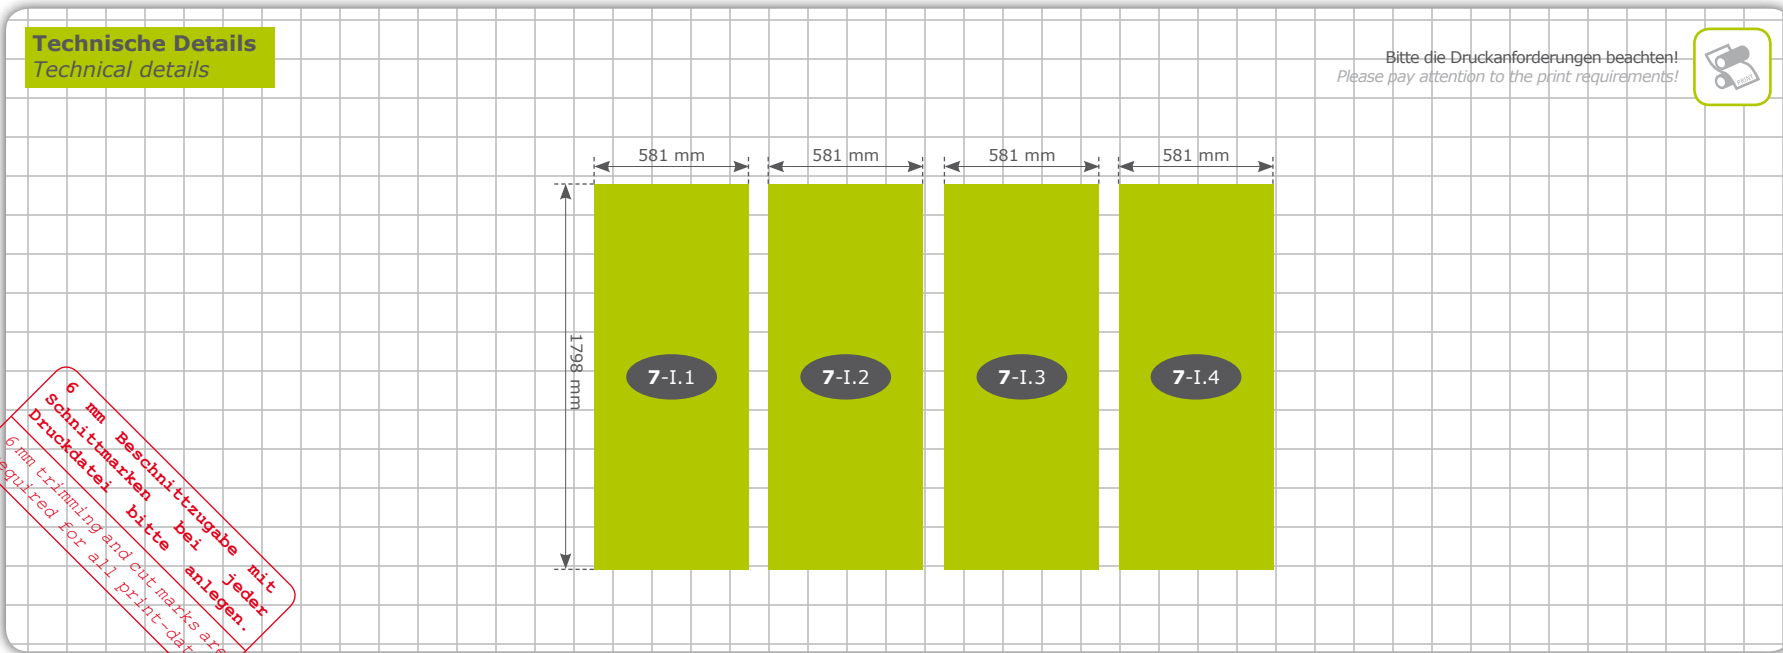 Technische Details
Technical details
Bitte die Druckanforderungen beachten!
Please pay attention to the print requirements!
PRINT
581 mm
581 mm
581 mm
581 mm
1798 mm
7-I.1
7-I.2
7-I.3
7-I.4
6 mm Beschnittzugabe mit
Schnittmarken bei jeder
Druckdatei bitte anlegen.
6 mm trimming and cut marks are
for all